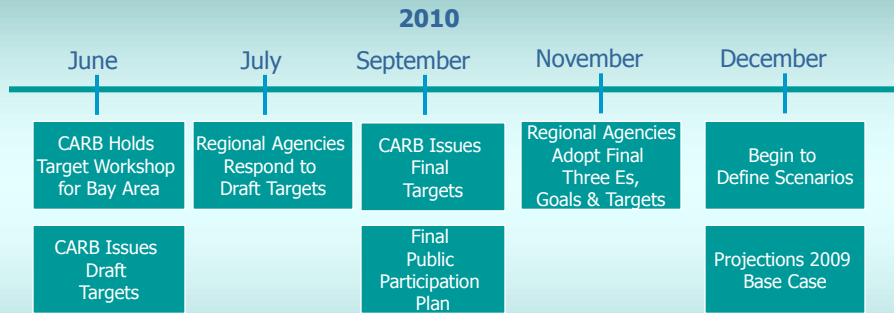 2010
June
July
September
November
December
CARB Holds
Target Workshop
for Bay Area
Regional Agencies
Respond to
Draft Targets
CARB Issues
Final
Targets
Regional Agencies
Adopt Final
Three Es,
Goals & Targets
Begin to
Define Scenarios
CARB Issues
Draft
Targets
Final
Public
Participation
Plan
Projections 2009
Base Case